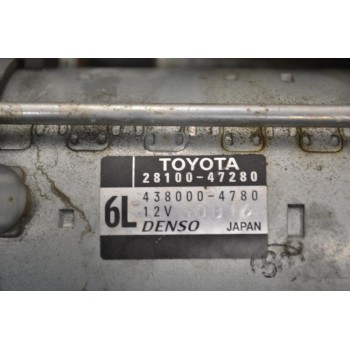 TOYOTA
28100-47280
6L
438000-4780
12V
DENSO JAPAN